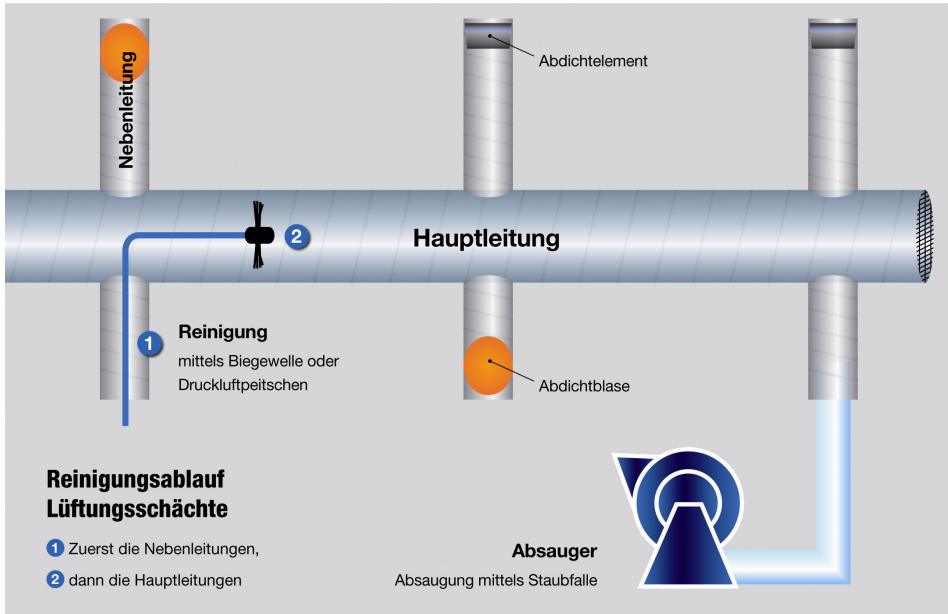 Nebenleitung
Abdichtelement
2
Hauptleitung
1
Reinigung
mittels Biegewelle oder
Druckluftpeitschen
Abdichtblase
Reinigungsablauf
Lüftungsschächte
1 Zuerst die Nebenleitungen,
2 dann die Hauptleitungen
Absauger
Absaugung mittels Staubfalle